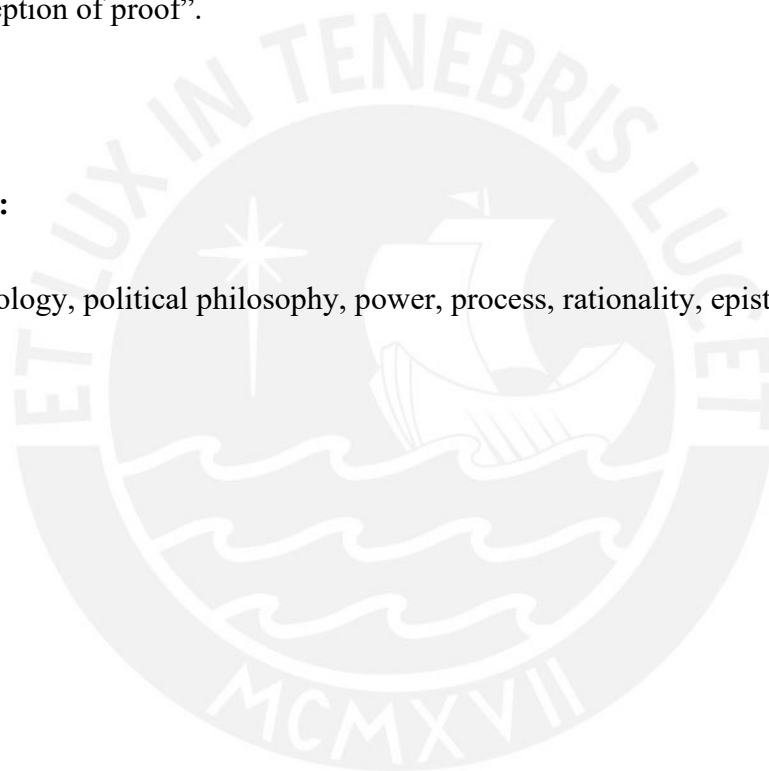 eption of proof”.
:
ology, political philosophy, power, process, rationality, epist
ET LUX IN TENEBRIS LUCET
MCMXVII